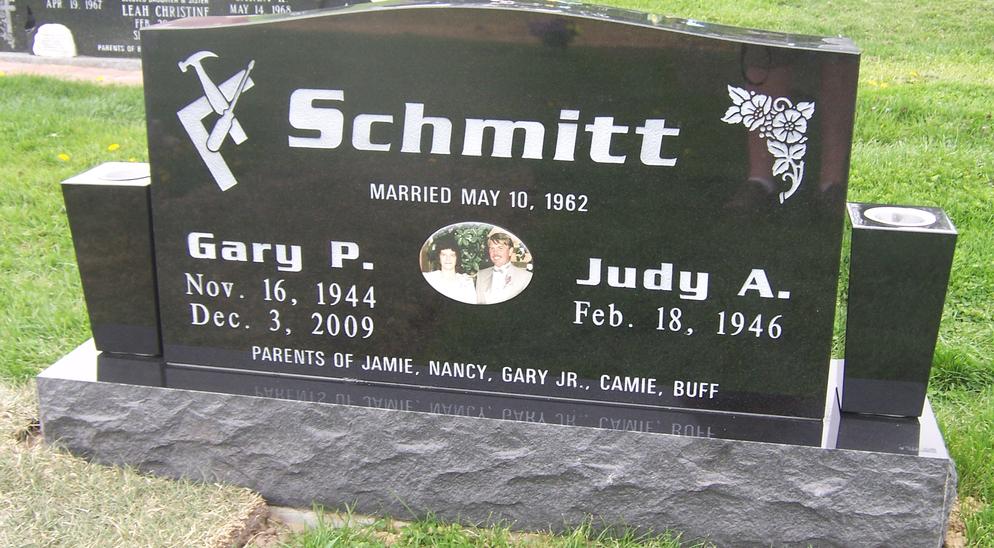 APR 19, 1967
LEAH CHRISTINE
MAY 14, 1968
Schmitt
MARRIED MAY 10, 1962
Gary P.
Nov. 16, 1944
Dec. 3, 2009
Judy A.
Feb. 18, 1946
PARENTS OF JAMIE, NANCY, GARY JR., CAMIE, BUFF